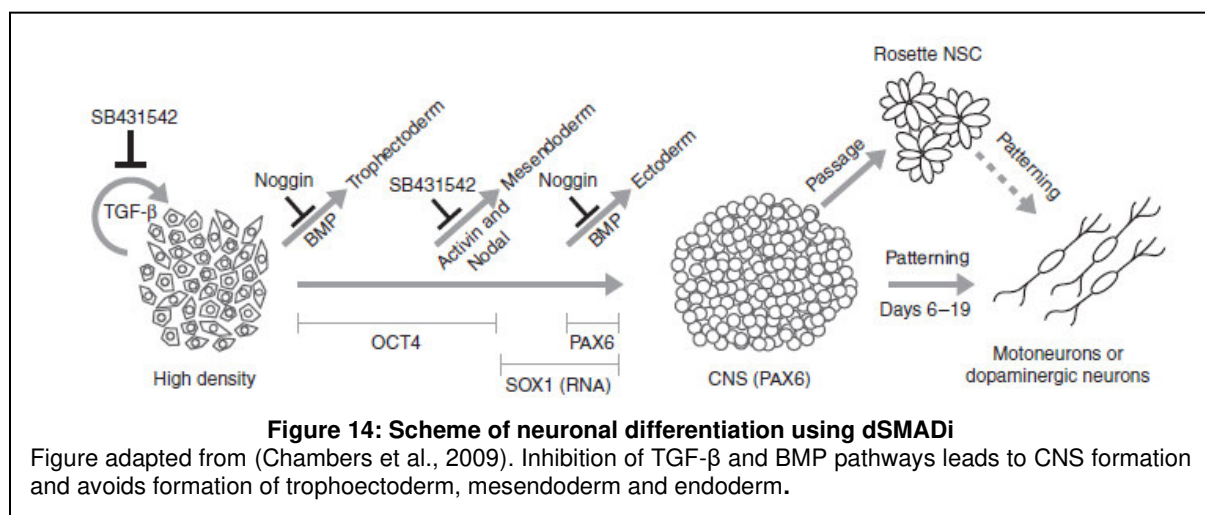 Rosette NSC
SB431542
Trophectoderm
Mesendoderm
Ectoderm
Passage
Patterning
Noggin
SB431542
Noggin
TGF-β
BMP
Activin and
Nodal
BMP
Patterning
Days 6–19
OCT4
PAX6
SOX1 (RNA)
High density
CNS (PAX6)
Motoneurons or
dopaminergic neurons
Figure 14: Scheme of neuronal differentiation using dSMADi
Figure adapted from (Chambers et al., 2009). Inhibition of TGF-β and BMP pathways leads to CNS formation
and avoids formation of trophoectoderm, mesendoderm and endoderm.